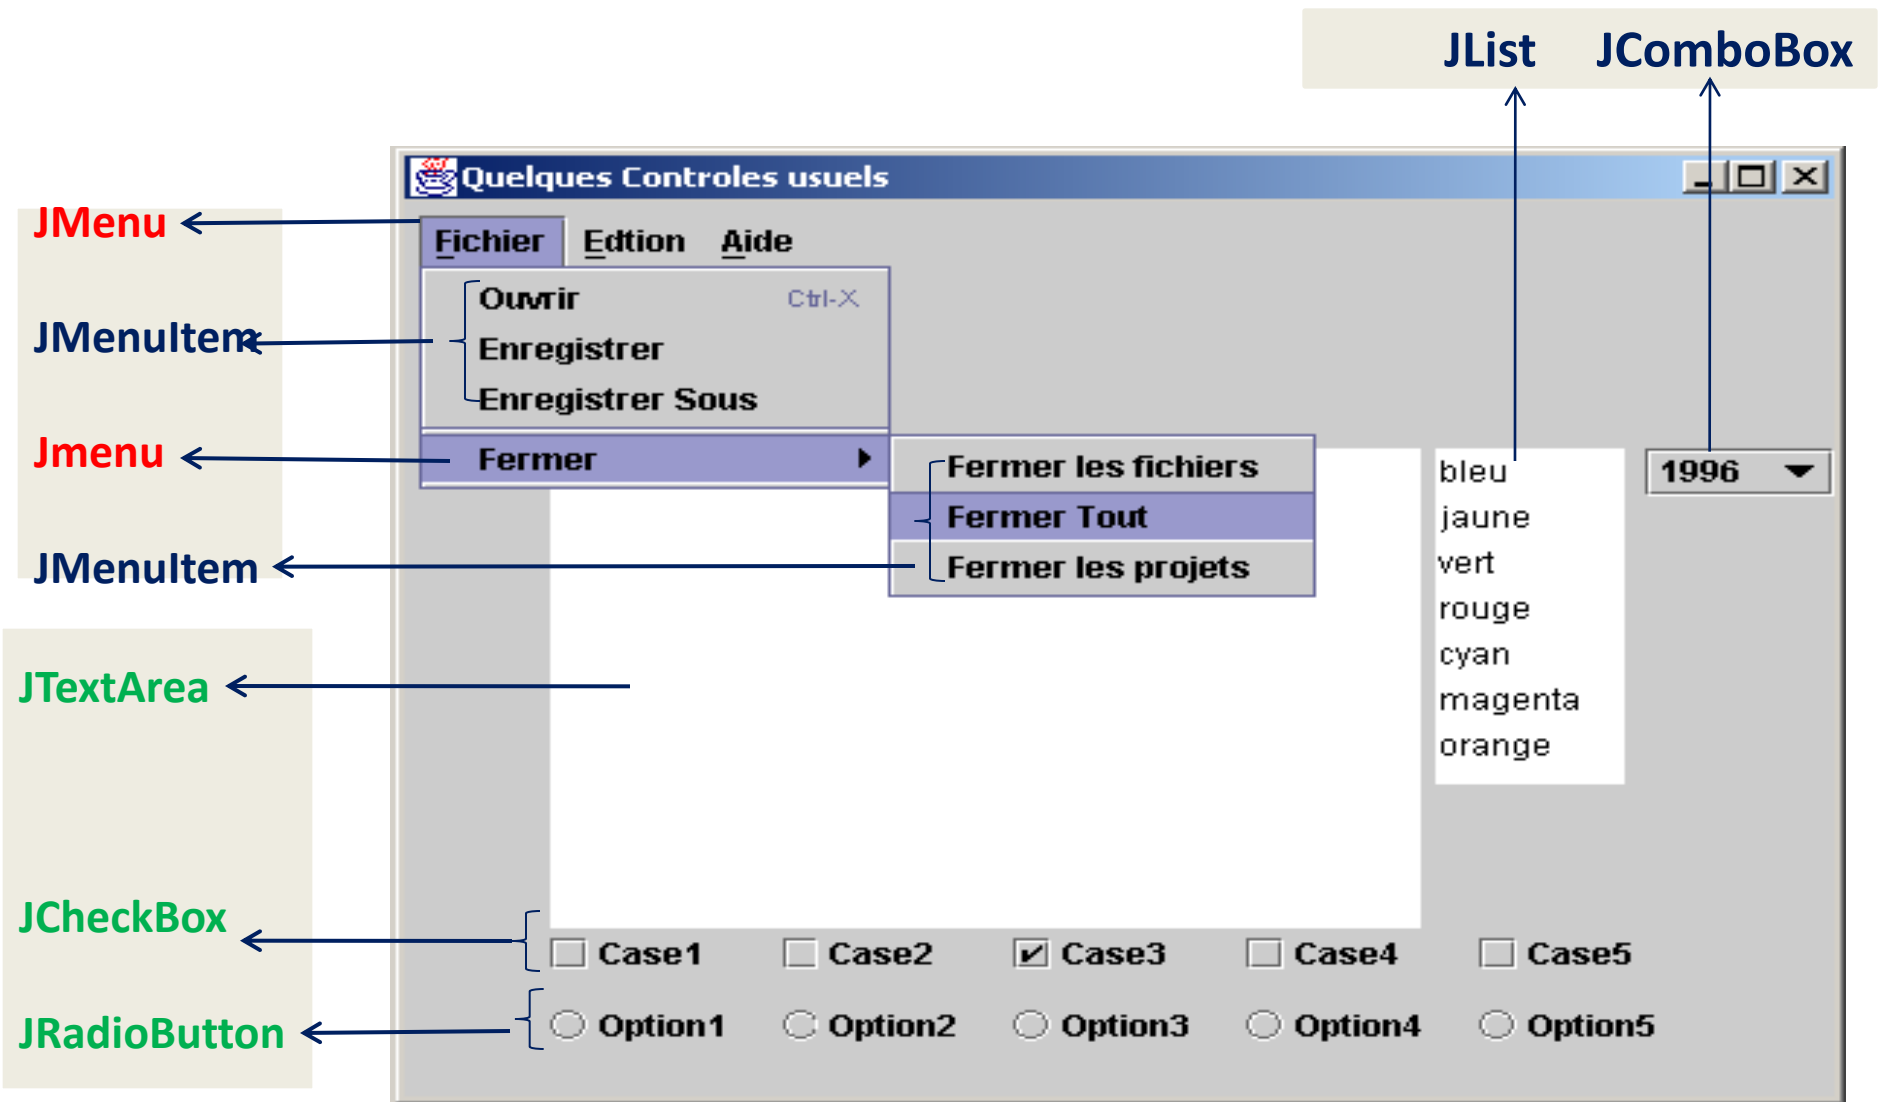 JList JComboBox
Quelques Controles usuels
JMenu
Fichier Edtion Aide
Ouvrir Ctrl-X
JMenuItem
Enregistrer
Enregistrer Sous
Jmenu
Fermer
Fermer les fichiers
Fermer Tout
Fermer les projets
JMenuItem
bleu
jaune
vert
rouge
cyan
magenta
orange
1996
JTextArea
JCheckBox
Case1 Case2 Case3 Case4 Case5
JRadioButton
Option1 Option2 Option3 Option4 Option5